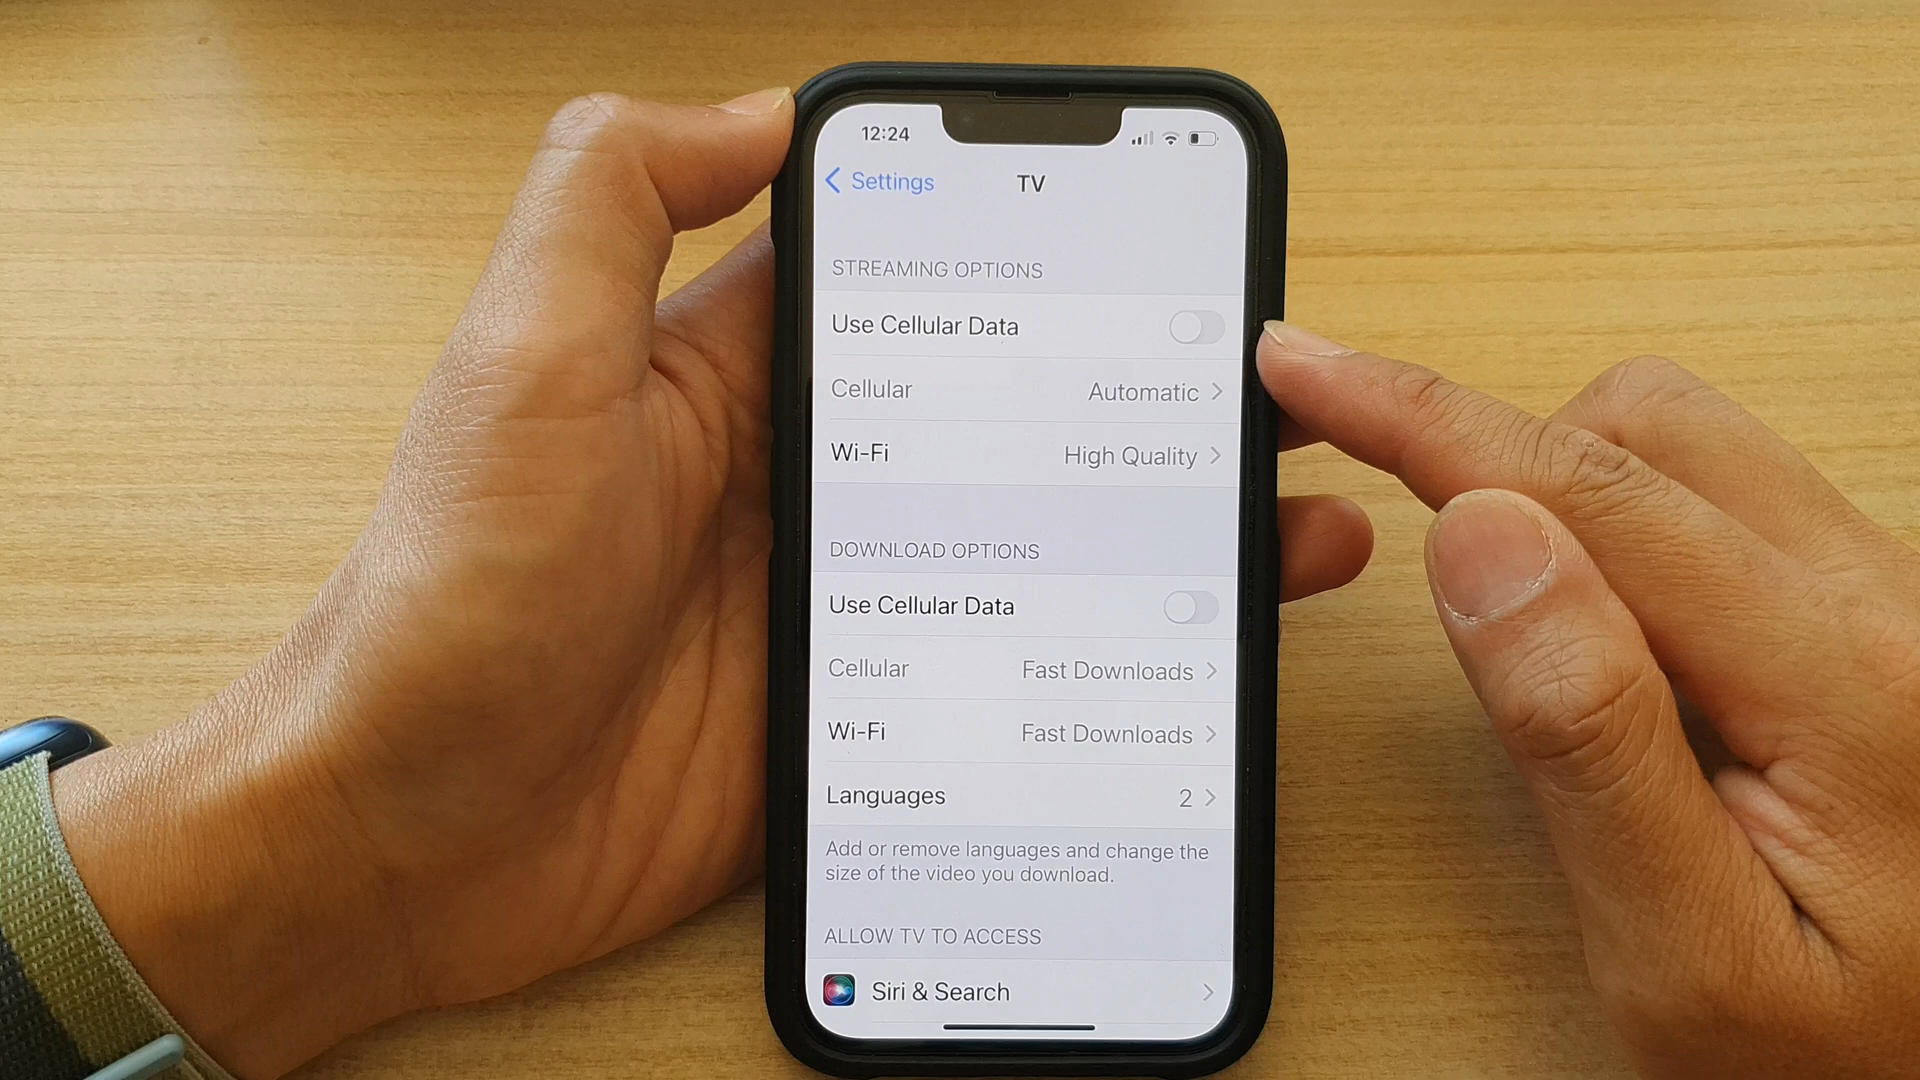 12:24
Settings
TV
STREAMING OPTIONS
Use Cellular Data
Cellular Automatic
Wi-Fi High Quality
DOWNLOAD OPTIONS
Use Cellular Data
Cellular Fast Downloads
Wi-Fi Fast Downloads
Languages 2
Add or remove languages and change the
size of the video you download.
ALLOW TV TO ACCESS
Siri & Search